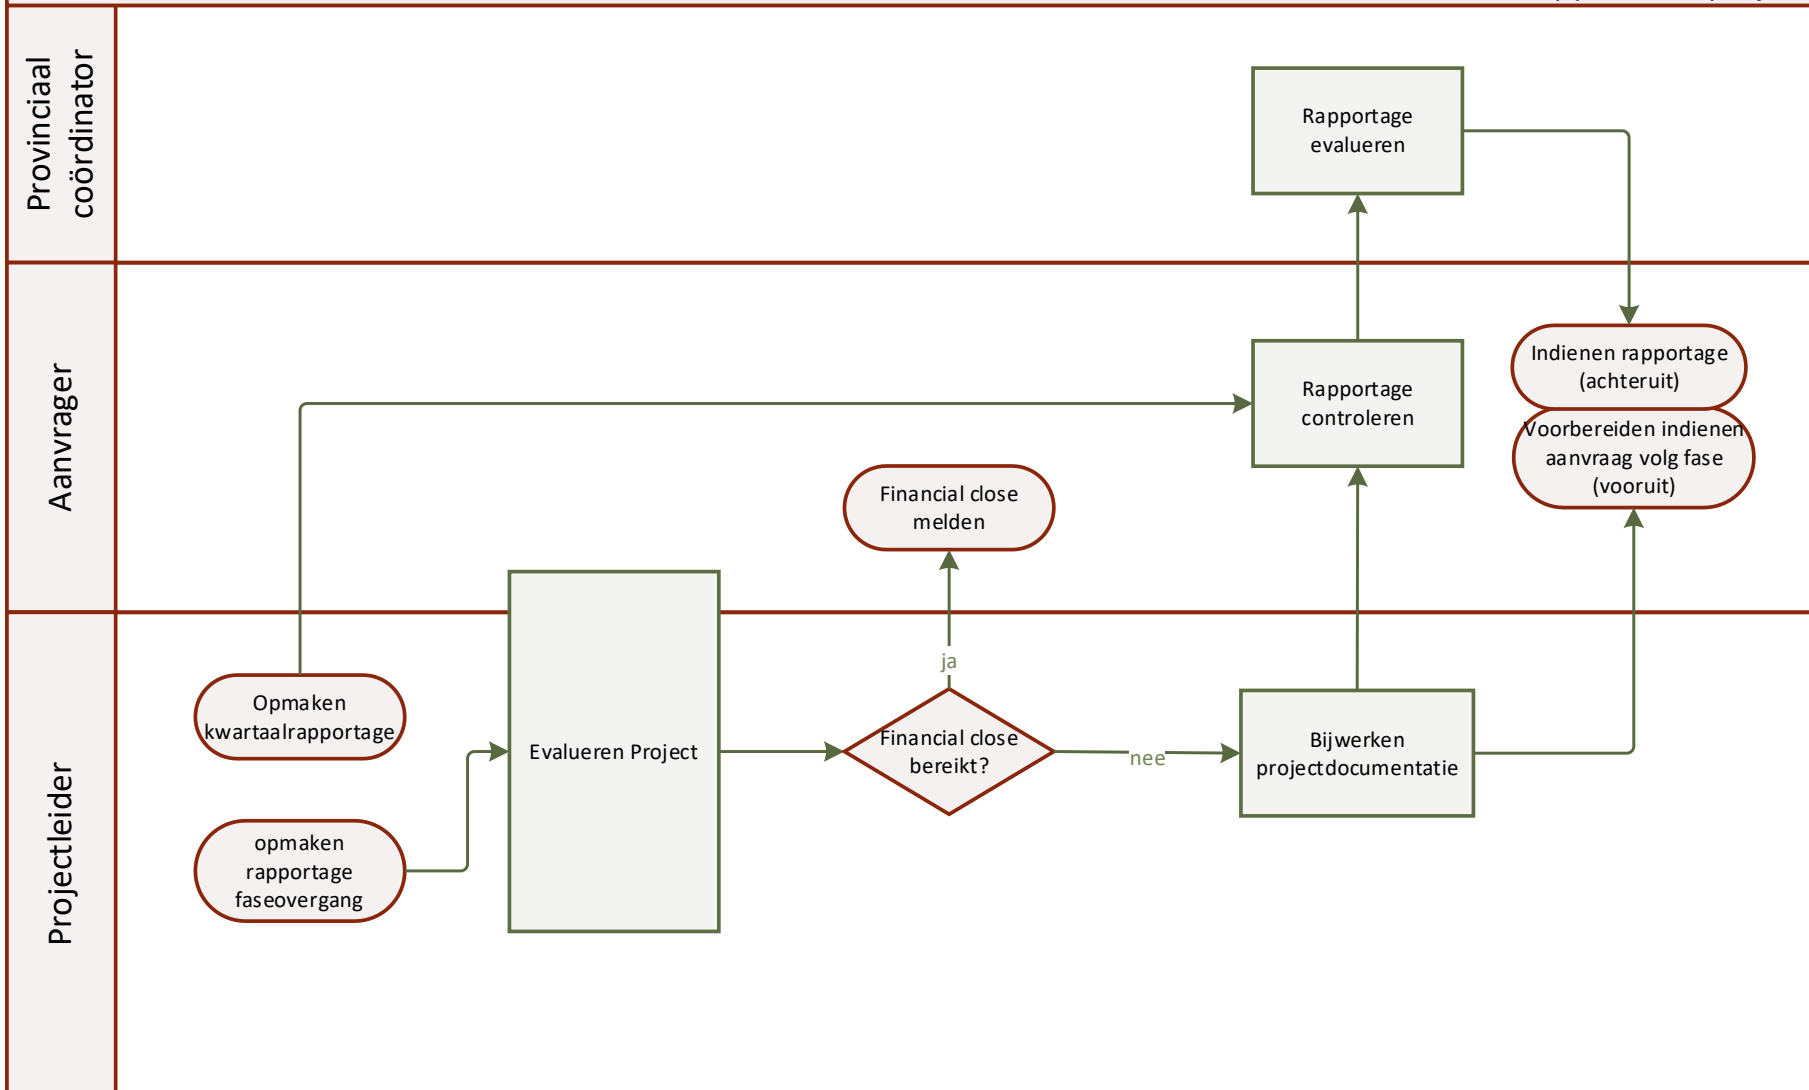 Provinciaal
coördinator
Rapportage
evalueren
Aanvrager
Indienen rapportage
(achteruit)
Rapportage
controleren
Voorbereiden indienen
aanvraag volg fase
(vooruit)
Financial close
melden
ja
Projectleider
Opmaken
kwartaalrapportage
Evalueren Project
Financial close
bereikt?
nee
Bijwerken
projectdocumentatie
opmaken
rapportage
faseovergang